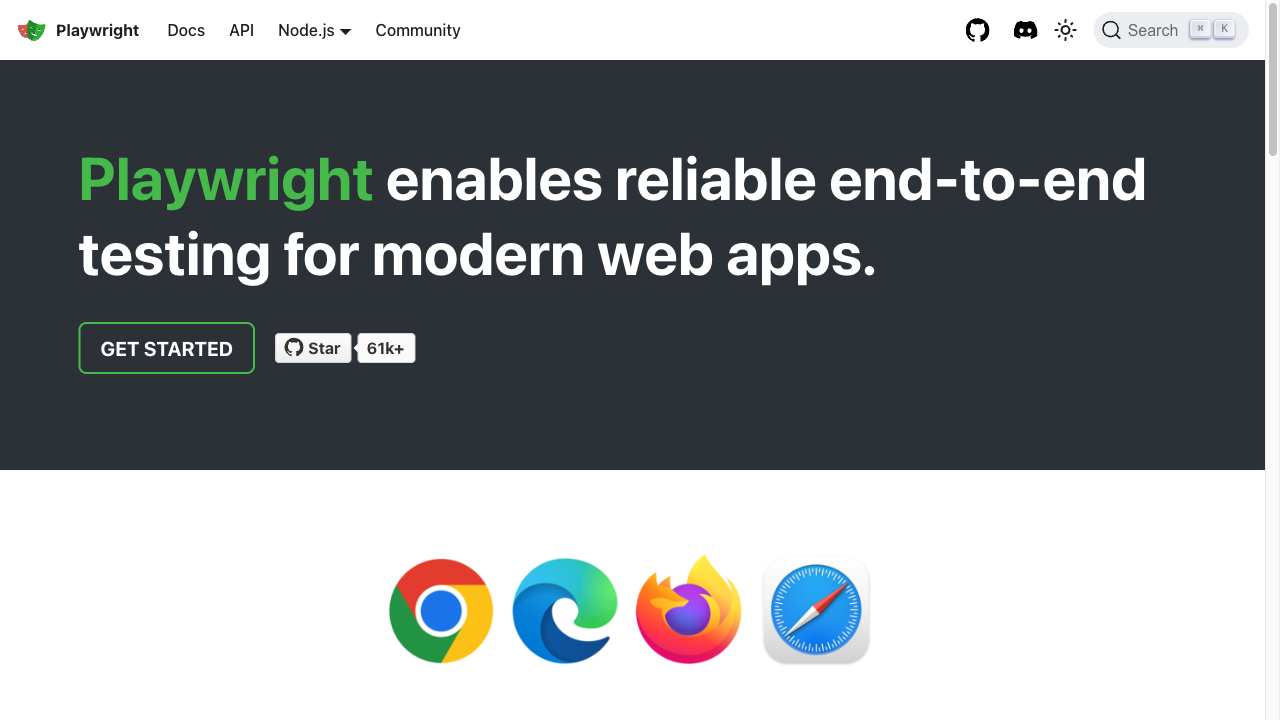 Playwright Docs API Node.js Community Search ⌘ K
Playwright enables reliable end-to-end
testing for modern web apps.
GET STARTED Star 61k+